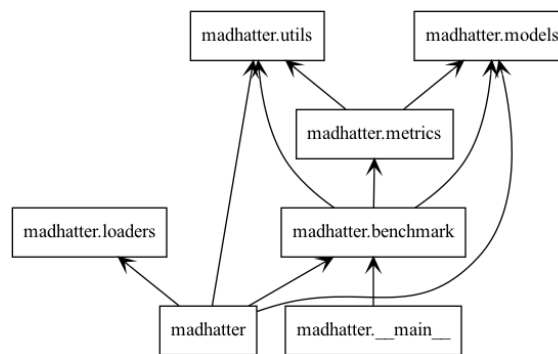 madhatter.utils
madhatter.models
madhatter.metrics
madhatter.loaders
madhatter.benchmark
madhatter
madhatter.__main__